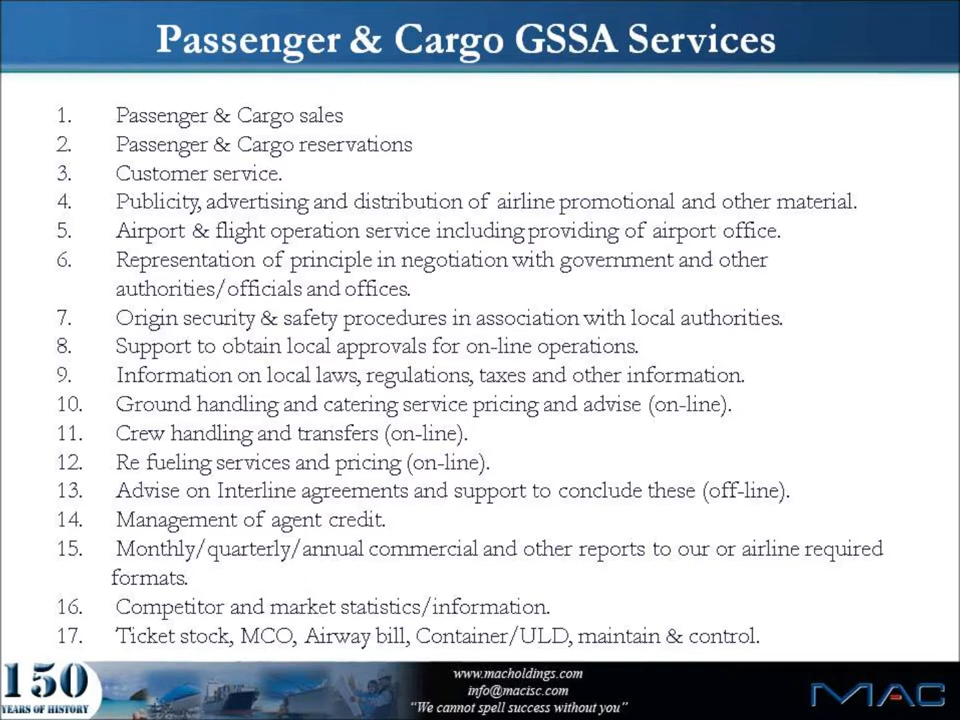 Passenger & Cargo GSSA Services
1. Passenger & Cargo sales
2. Passenger & Cargo reservations
3. Customer service.
4. Publicity, advertising and distribution of airline promotional and other material.
5. Airport & flight operation service including providing of airport office.
6. Representation of principle in negotiation with government and other
authorities/officials and offices.
7. Origin security & safety procedures in association with local authorities.
8. Support to obtain local approvals for on-line operations.
9. Information on local laws, regulations, taxes and other information.
10. Ground handling and catering service pricing and advise (on-line).
11. Crew handling and transfers (on-line).
12. Re fueling services and pricing (on-line).
13. Advise on Interline agreements and support to conclude these (off-line).
14. Management of agent credit.
15. Monthly/quarterly/annual commercial and other reports to our or airline required
formats.
16. Competitor and market statistics/information.
17. Ticket stock, MCO, Airway bill, Container/ULD, maintain & control.
150
YEARS OF HISTORY
www.macholdings.com
info@macisc.com
“We cannot spell success without you”
MAC